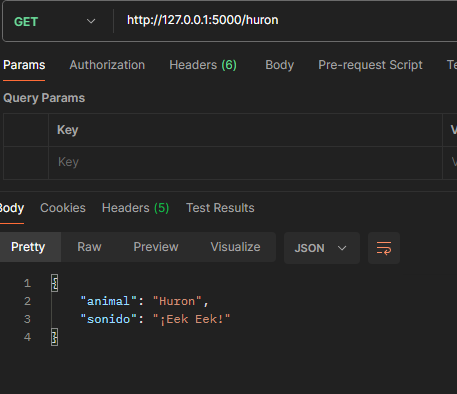 GET http://127.0.0.1:5000/huron
Params Authorization Headers (6) Body Pre-request Script
Query Params
Key
Key
Body Cookies Headers (5) Test Results
Pretty Raw Preview Visualize JSON
1 {
2 "animal": "Huron",
3 "sonido": "¡Eek Eek!"
4 }